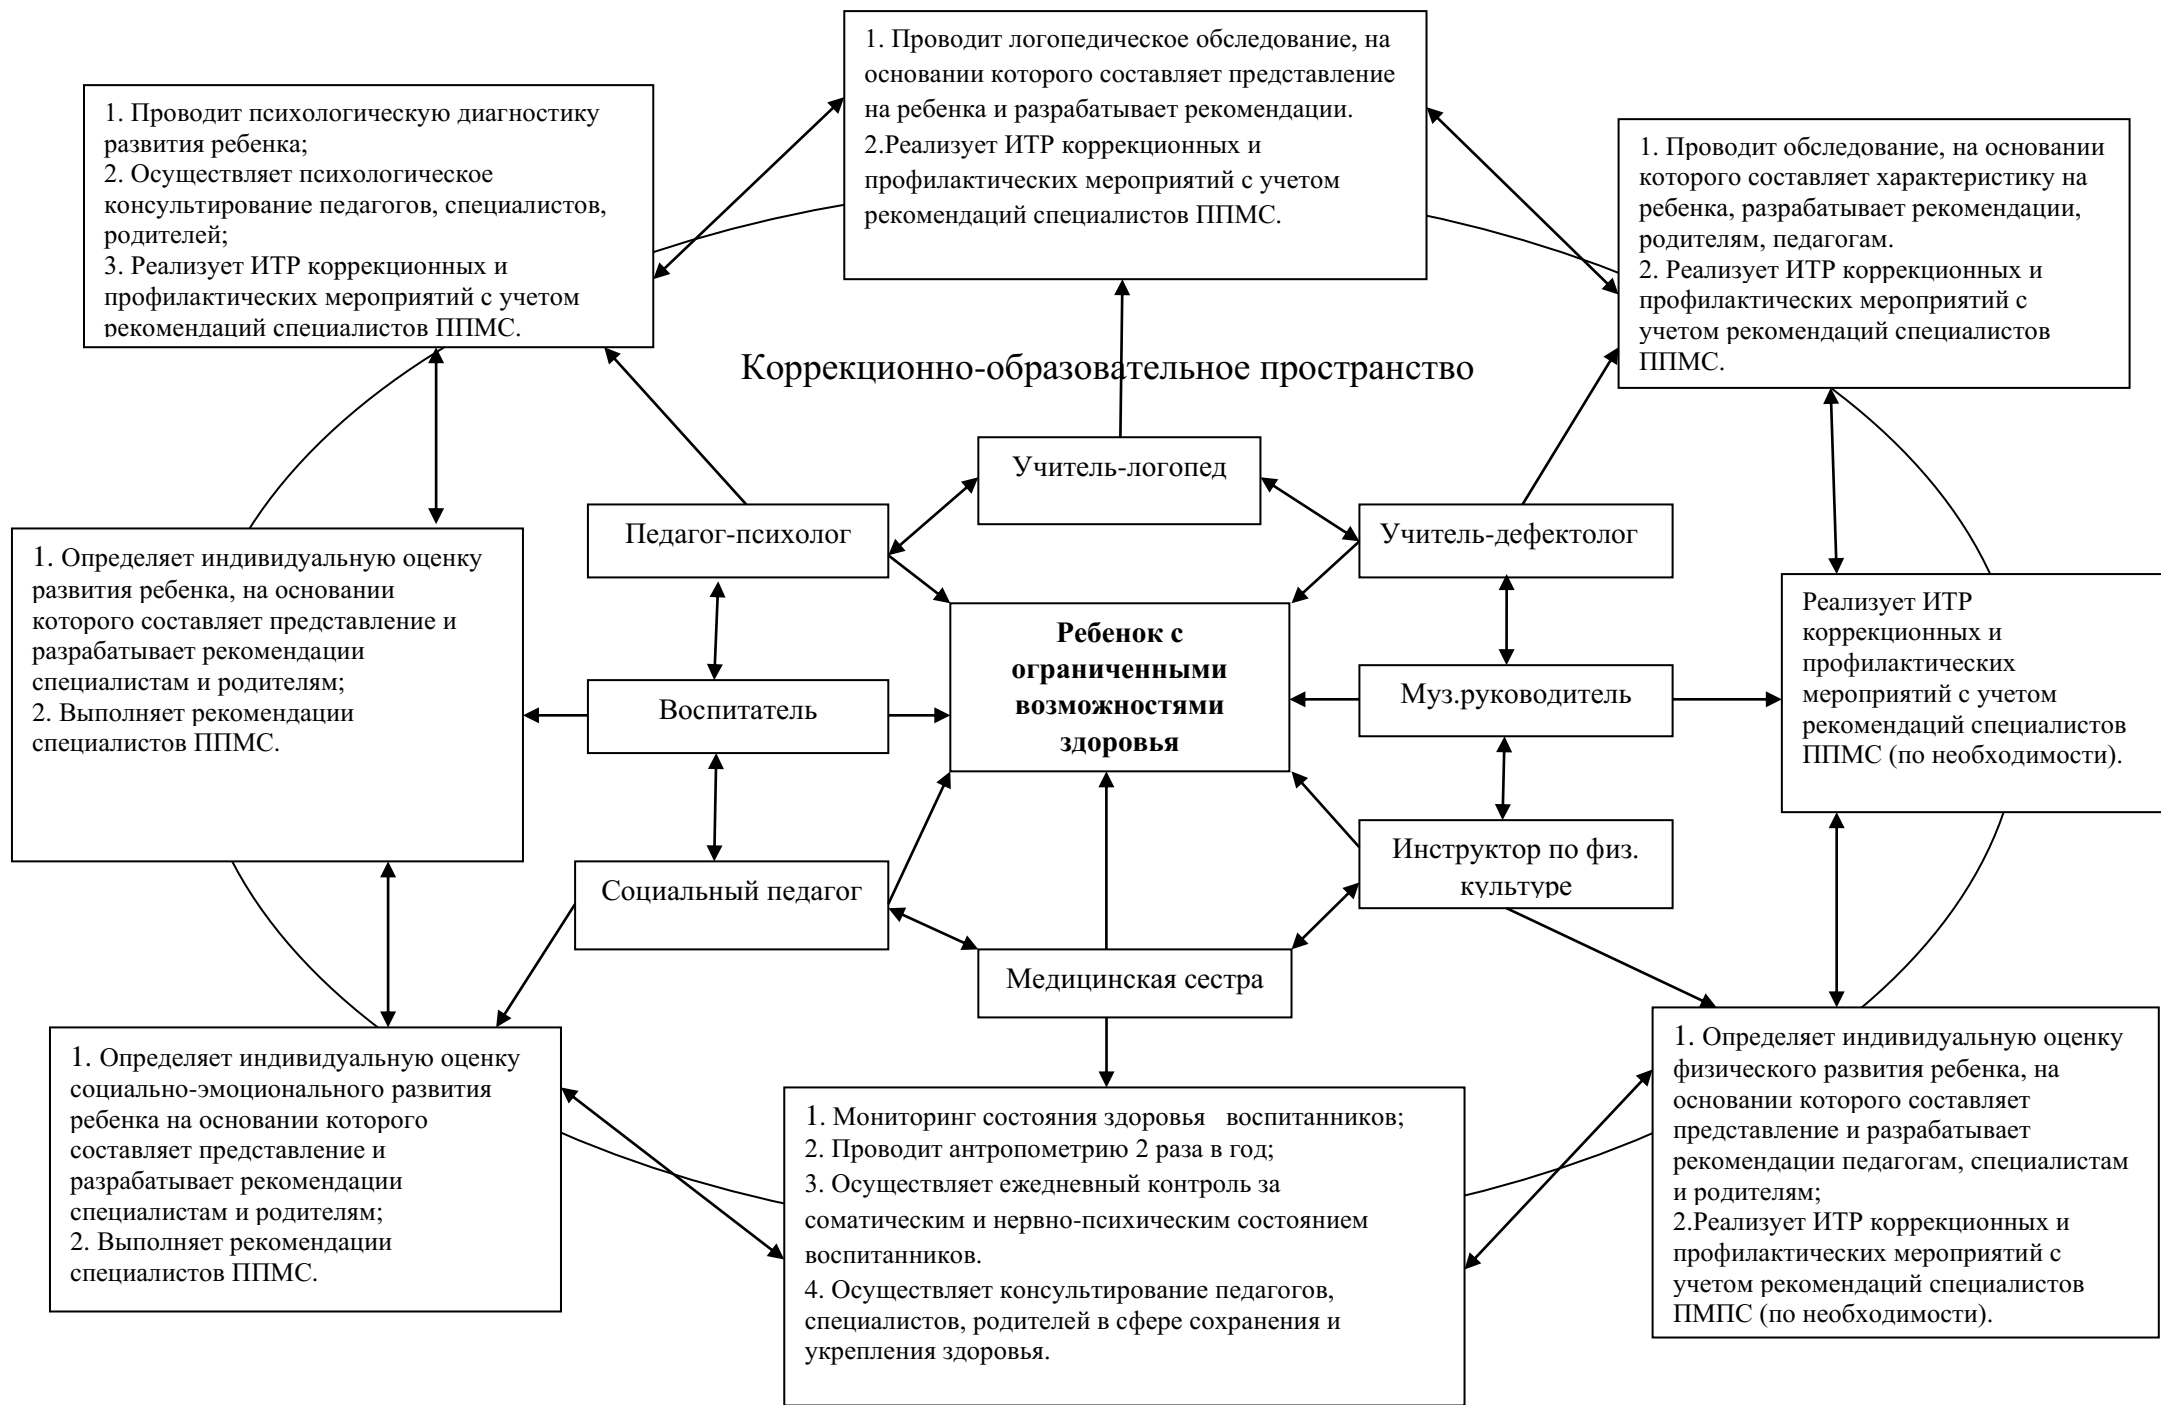 1. Проводит логопедическое обследование, на
основании которого составляет представление
на ребенка и разрабатывает рекомендации.
2.Реализует ИТР коррекционных и
профилактических мероприятий с учетом
рекомендаций специалистов ППМС.
1. Проводит психологическую диагностику
развития ребенка;
2. Осуществляет психологическое
консультирование педагогов, специалистов,
родителей;
3. Реализует ИТР коррекционных и
профилактических мероприятий с учетом
рекомендаций специалистов ППМС.
1. Проводит обследование, на основании
которого составляет характеристику на
ребенка, разрабатывает рекомендации,
родителям, педагогам.
2. Реализует ИТР коррекционных и
профилактических мероприятий с
учетом рекомендаций специалистов
ППМС.
Коррекционно-образовательное пространство
Учитель-логопед
Педагог-психолог
Учитель-дефектолог
1. Определяет индивидуальную оценку
развития ребенка, на основании
которого составляет представление и
разрабатывает рекомендации
специалистам и родителям;
2. Выполняет рекомендации
специалистов ППМС.
Воспитатель
Ребенок с
ограниченными
возможностями
здоровья
Муз.руководитель
Реализует ИТР
коррекционных и
профилактических
мероприятий с учетом
рекомендаций специалистов
ППМС (по необходимости).
Социальный педагог
Инструктор по физ.
культуре
Медицинская сестра
1. Определяет индивидуальную оценку
социально-эмоционального развития
ребенка на основании которого
составляет представление и
разрабатывает рекомендации
специалистам и родителям;
2. Выполняет рекомендации
специалистов ППМС.
1. Мониторинг состояния здоровья   воспитанников;
2. Проводит антропометрию 2 раза в год;
3. Осуществляет ежедневный контроль за
соматическим и нервно-психическим состоянием
воспитанников.
4. Осуществляет консультирование педагогов,
специалистов, родителей в сфере сохранения и
укрепления здоровья.
1. Определяет индивидуальную оценку
физического развития ребенка, на
основании которого составляет
представление и разрабатывает
рекомендации педагогам, специалистам
и родителям;
2.Реализует ИТР коррекционных и
профилактических мероприятий с
учетом рекомендаций специалистов
ПМПС (по необходимости).